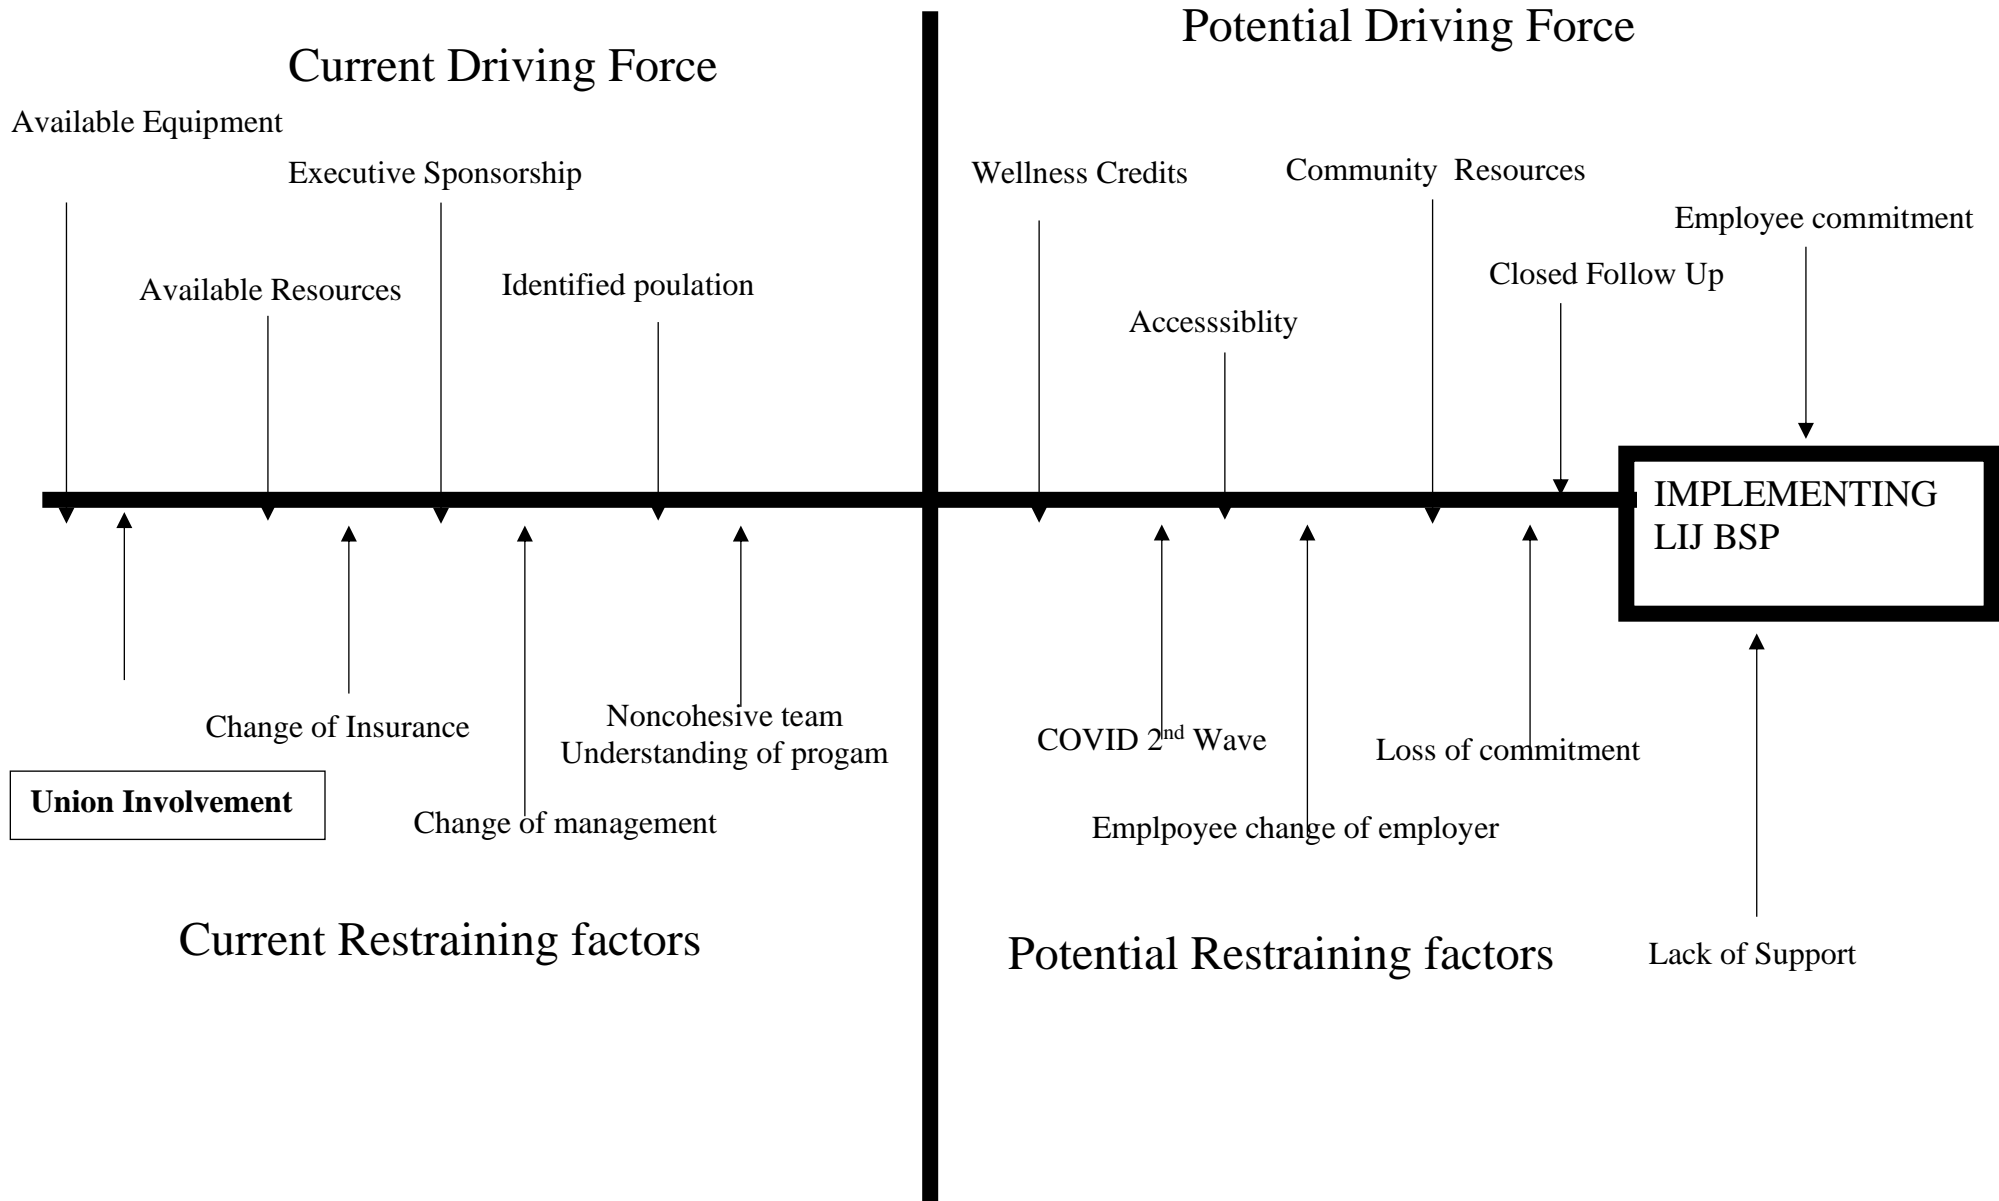 Potential Driving Force
Current Driving Force
Available Equipment
Executive Sponsorship
Wellness Credits
Community  Resources
Employee commitment
Available Resources
Identified poulation
Closed Follow Up
Accesssiblity
IMPLEMENTING
LIJ BSP
Change of Insurance
Noncohesive team
Understanding of progam
COVID 2nd Wave
Loss of commitment
Union Involvement
Change of management
Emplpoyee change of employer
Current Restraining factors
Potential Restraining factors
Lack of Support